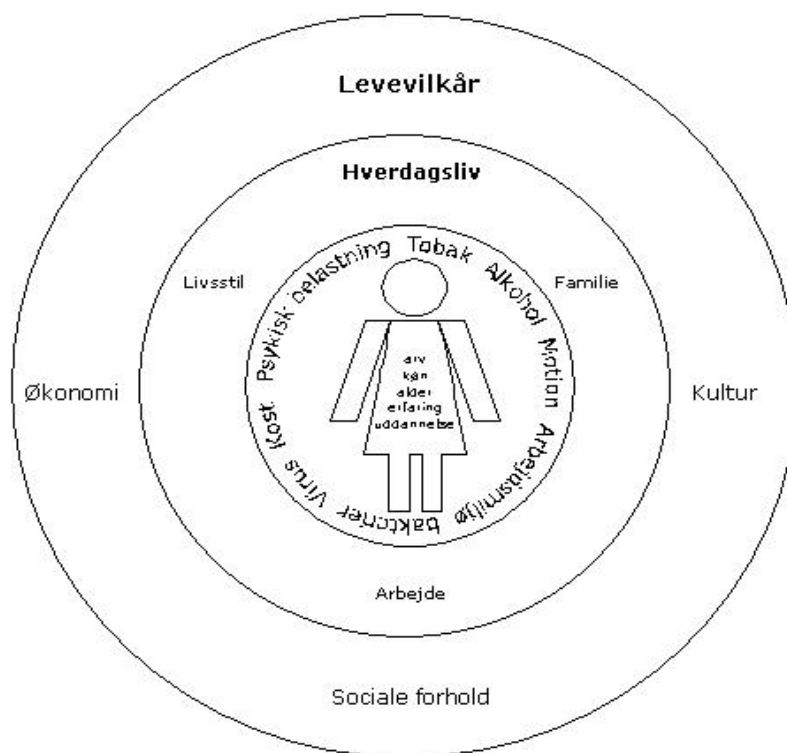 Levevilkår
Hverdagsliv
Psykisk belastning Tobak Alkohol Motion Arbejdsmiljø bakterier Virus Kost
Livsstil
Familie
arv
køn
alder
erfaring
uddannelse
Økonomi
Kultur
Arbejde
Sociale forhold